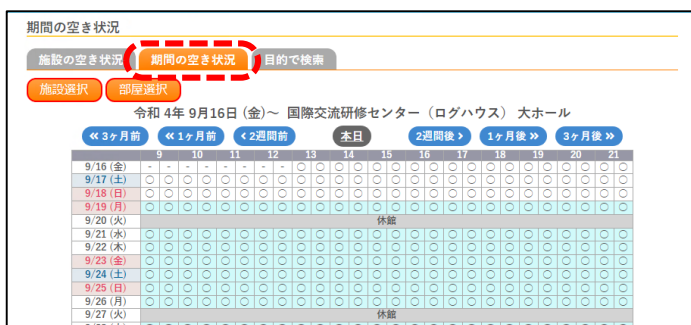 期間の空き状況
施設の空き状況 期間の空き状況 目的で検索
施設選択 部屋選択
令和 4年 9月16日 (金)～ 国際交流研修センター（ログハウス） 大ホール
≪ 3ヶ月前 ≪ 1ヶ月前 < 2週間前 本日 2週間後 > 1ヶ月後 ≫ 3ヶ月後 ≫
9 10 11 12 13 14 15 16 17 18 19 20 21
9/16 (金) - - - - - - - - ○ ○ ○ ○ ○ ○ ○ ○ ○ ○ ○ ○ ○ ○ ○ ○ ○ ○
9/17 (土) ○ ○ ○ ○ ○ ○ ○ ○ ○ ○ ○ ○ ○ ○ ○ ○ ○ ○ ○ ○ ○ ○ ○ ○ ○ ○
9/18 (日) ○ ○ ○ ○ ○ ○ ○ ○ ○ ○ ○ ○ ○ ○ ○ ○ ○ ○ ○ ○ ○ ○ ○ ○ ○ ○
9/19 (月) ○ ○ ○ ○ ○ ○ ○ ○ ○ ○ ○ ○ ○ ○ ○ ○ ○ ○ ○ ○ ○ ○ ○ ○ ○ ○
9/20 (火) 休館
9/21 (水) ○ ○ ○ ○ ○ ○ ○ ○ ○ ○ ○ ○ ○ ○ ○ ○ ○ ○ ○ ○ ○ ○ ○ ○ ○ ○
9/22 (木) ○ ○ ○ ○ ○ ○ ○ ○ ○ ○ ○ ○ ○ ○ ○ ○ ○ ○ ○ ○ ○ ○ ○ ○ ○ ○
9/23 (金) ○ ○ ○ ○ ○ ○ ○ ○ ○ ○ ○ ○ ○ ○ ○ ○ ○ ○ ○ ○ ○ ○ ○ ○ ○ ○
9/24 (土) ○ ○ ○ ○ ○ ○ ○ ○ ○ ○ ○ ○ ○ ○ ○ ○ ○ ○ ○ ○ ○ ○ ○ ○ ○ ○
9/25 (日) ○ ○ ○ ○ ○ ○ ○ ○ ○ ○ ○ ○ ○ ○ ○ ○ ○ ○ ○ ○ ○ ○ ○ ○ ○ ○
9/26 (月) ○ ○ ○ ○ ○ ○ ○ ○ ○ ○ ○ ○ ○ ○ ○ ○ ○ ○ ○ ○ ○ ○ ○ ○ ○ ○
9/27 (火) 休館